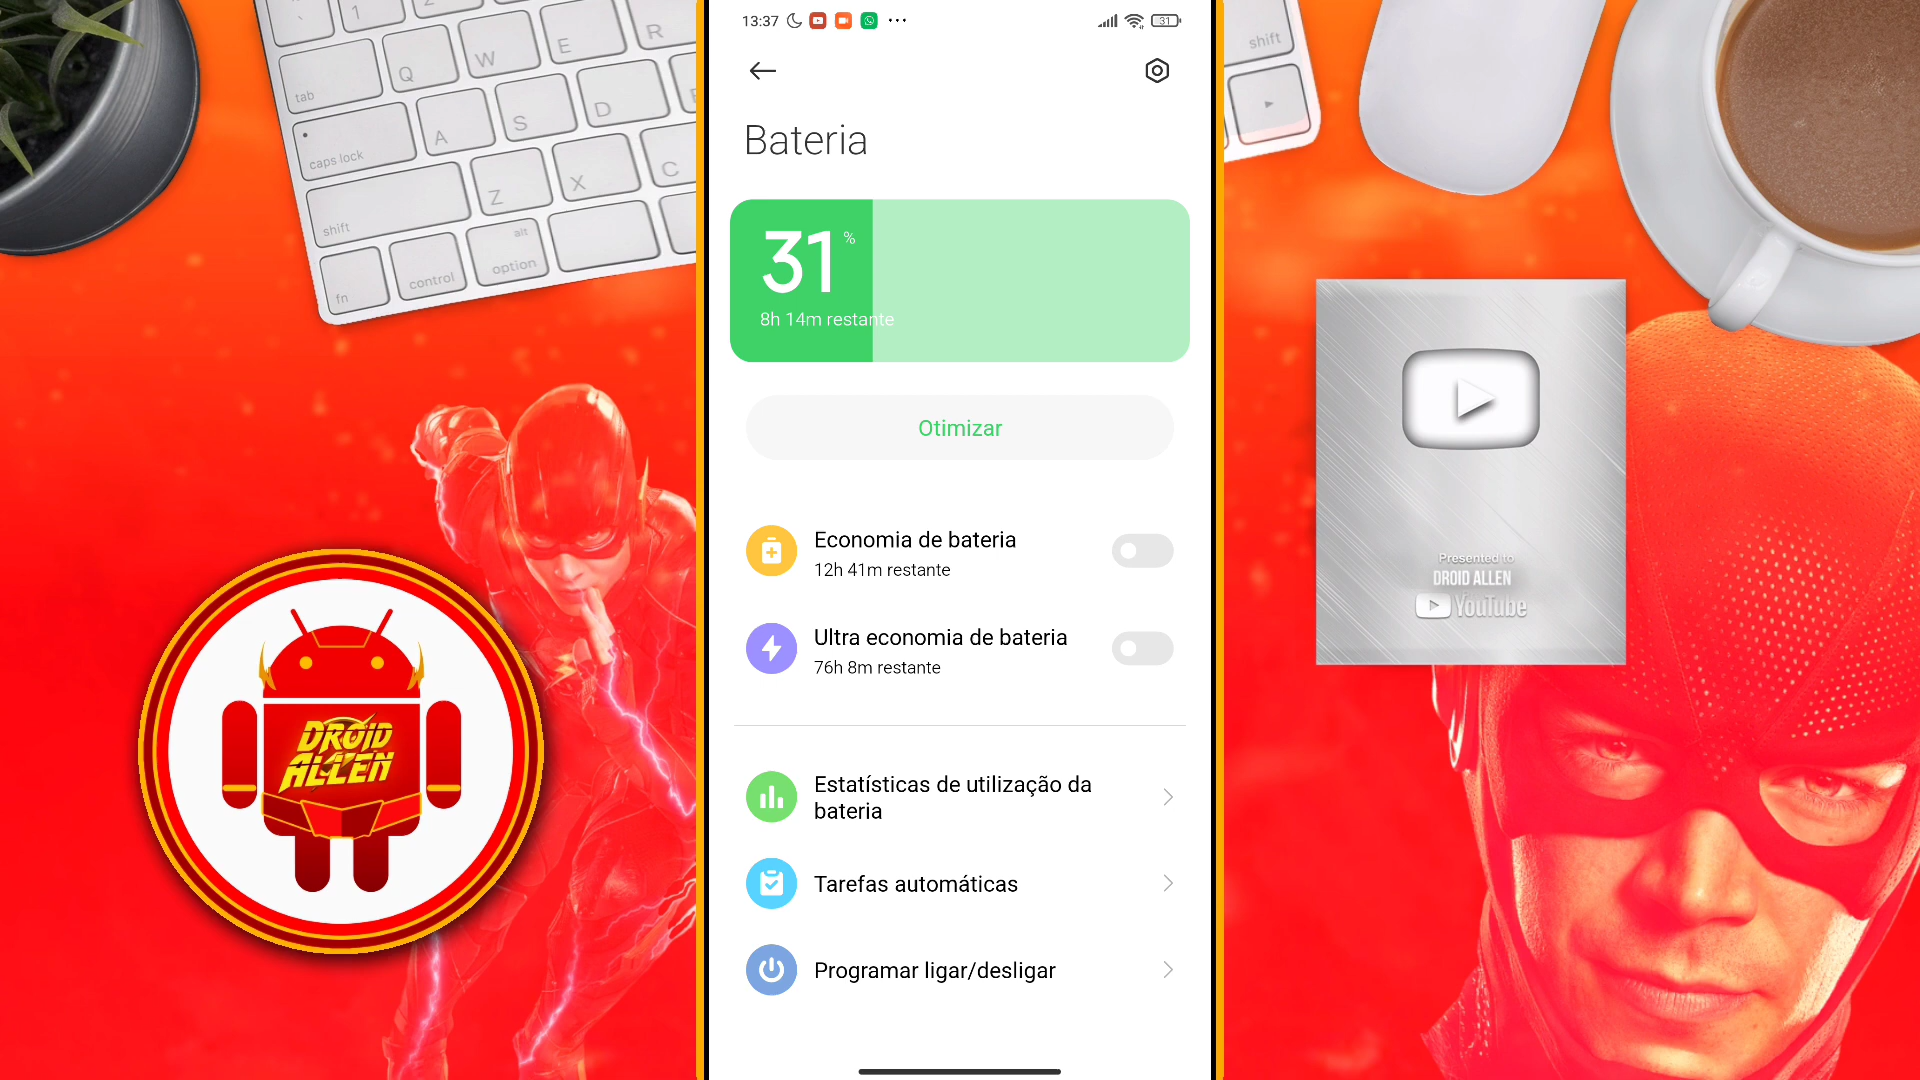 1
2
Q
W
E
R
tab
A
S
D
caps lock
Z
X
C
shift
fn
control
alt
option
13:37
31
Bateria
31 %
8h 14m restante
Otimizar
Economia de bateria
12h 41m restante
Ultra economia de bateria
76h 8m restante
Estatísticas de utilização da
bateria
Tarefas automáticas
Programar ligar/desligar
DROID
ALLEN
shift
Presented to
DROID ALLEN
YouTube